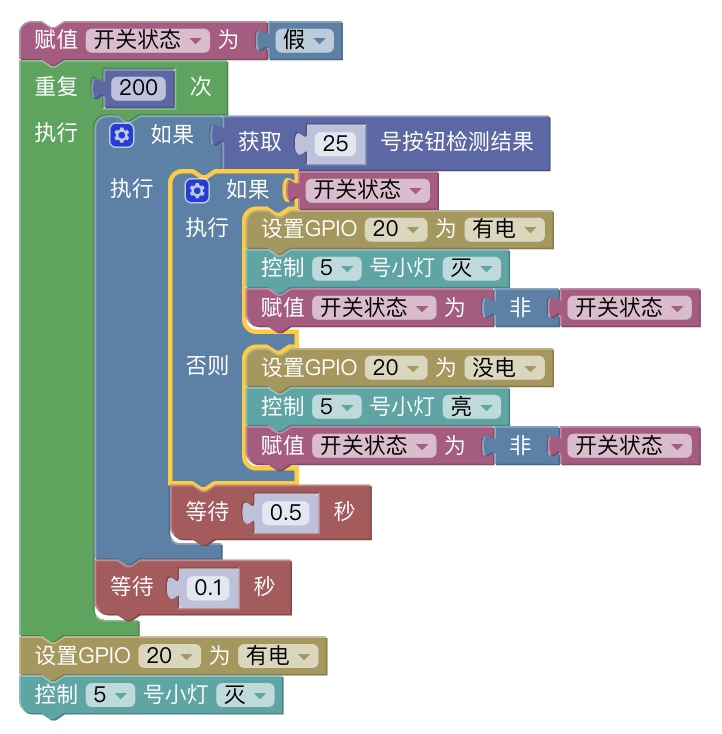 赋值 开关状态 为 假
重复 200 次
执行 如果 获取 25 号按钮检测结果
执行 如果 开关状态
执行 设置GPIO 20 为 有电
控制 5 号小灯 灭
赋值 开关状态 为 非 开关状态
否则 设置GPIO 20 为 没电
控制 5 号小灯 亮
赋值 开关状态 为 非 开关状态
等待 0.5 秒
等待 0.1 秒
设置GPIO 20 为 有电
控制 5 号小灯 灭